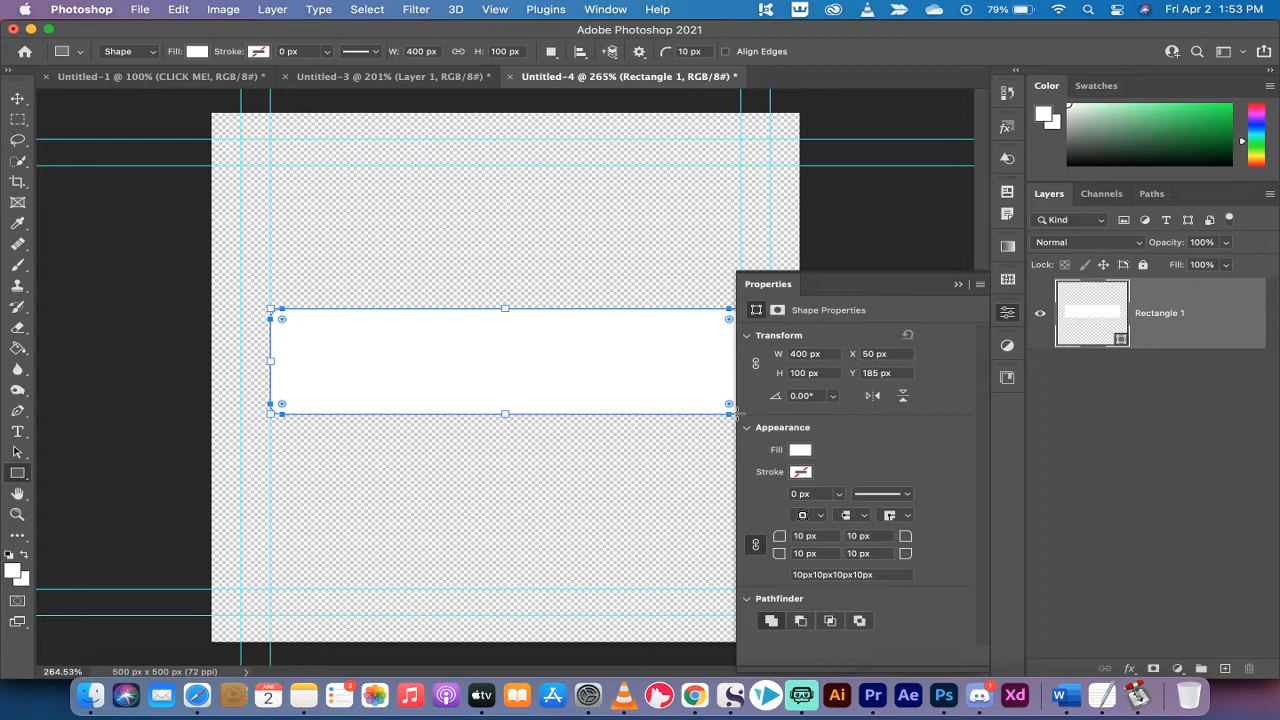 Photoshop File Edit Image Layer Type Select Filter 3D View Plugins Window Help 79% Fri Apr 2 1:53 PM
Adobe Photoshop 2021
Shape Fill: Stroke: 0 px W: 400 px H: 100 px 10 px Align Edges
Untitled-1 @ 100% (CLICK ME!, RGB/8#) * Untitled-3 @ 201% (Layer 1, RGB/8#) * Untitled-4 @ 265% (Rectangle 1, RGB/8#) *
Color Swatches
Layers Channels Paths
Kind
Normal Opacity: 100%
Lock: Fill: 100%
Rectangle 1
Properties
Shape Properties
Transform
W 400 px X 50 px
H 100 px Y 185 px
0.00°
Appearance
Fill
Stroke
0 px
10 px 10 px
10 px 10 px
10px10px10px10px
Pathfinder
264.53% 500 px x 500 px (72 ppi)
APR
2
3
tv
Ai Pr Ae Ps 1 Xd